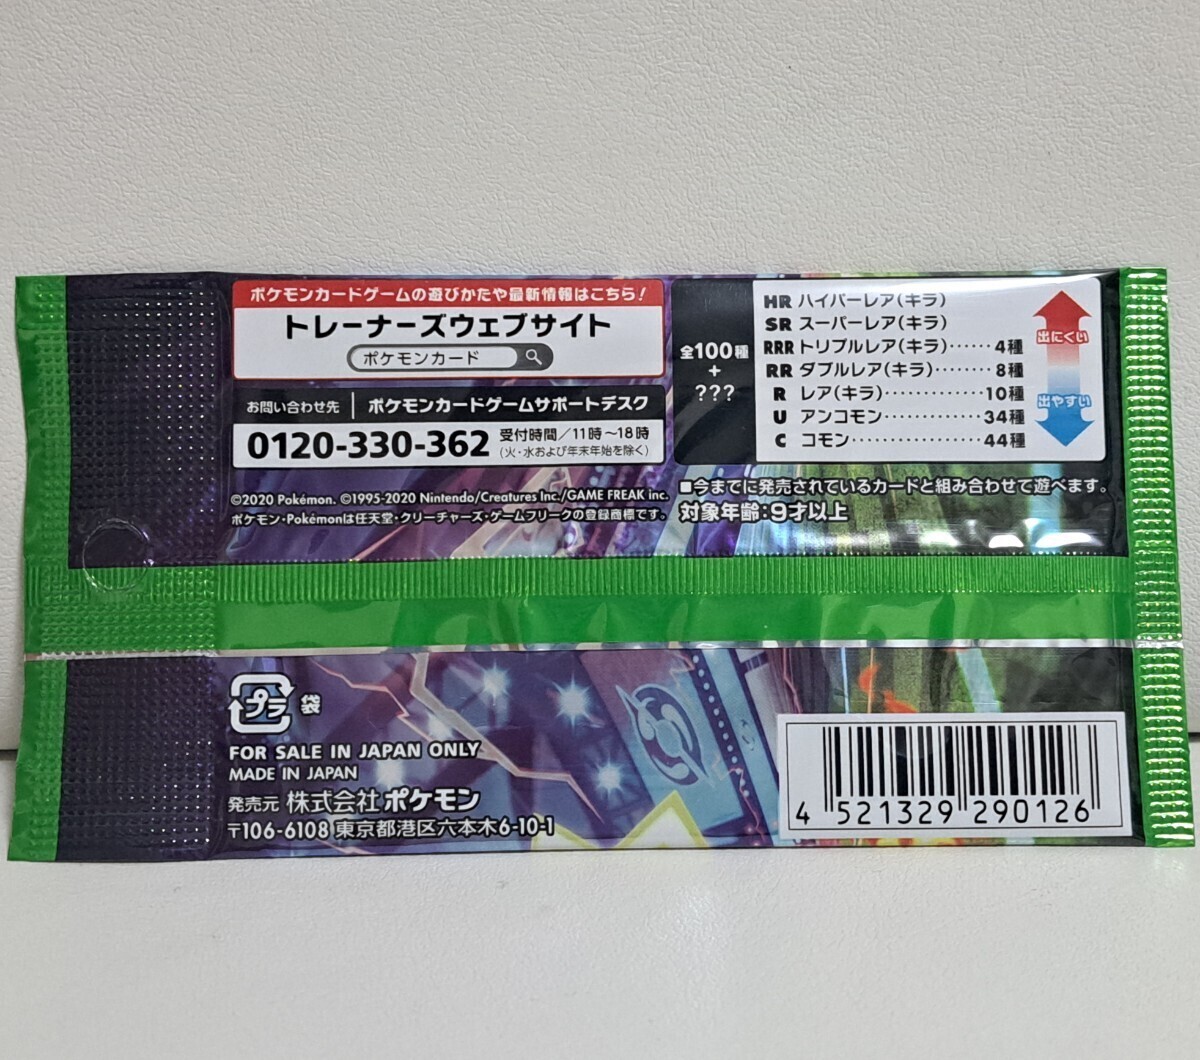 ポケモンカードゲームの遊びかたや最新情報はこちら!
トレーナーズウェブサイト
ポケモンカード
お問い合わせ先 | ポケモンカードゲームサポートデスク
0120-330-362 受付時間/11時~18時
(火・水および年末年始を除く)
©2020 Pokémon. ©1995-2020 Nintendo/Creatures Inc./GAME FREAK inc.
ポケモン・Pokémonは任天堂・クリーチャーズ・ゲームフリークの登録商標です。
全100種
+
???
HR ハイパーレア(キラ)
SR スーパーレア(キラ)
RRR トリプルレア(キラ)······4種
RR ダブルレア(キラ)········8種
R レア(キラ)·············10種
U アンコモン··············34種
C コモン·················44種
出にくい
出やすい
■今までに発売されているカードと組み合わせて遊べます。
対象年齢:9才以上
プラ 袋
FOR SALE IN JAPAN ONLY
MADE IN JAPAN
発売元 株式会社ポケモン
〒106-6108 東京都港区六本木6-10-1
4 521329 290126